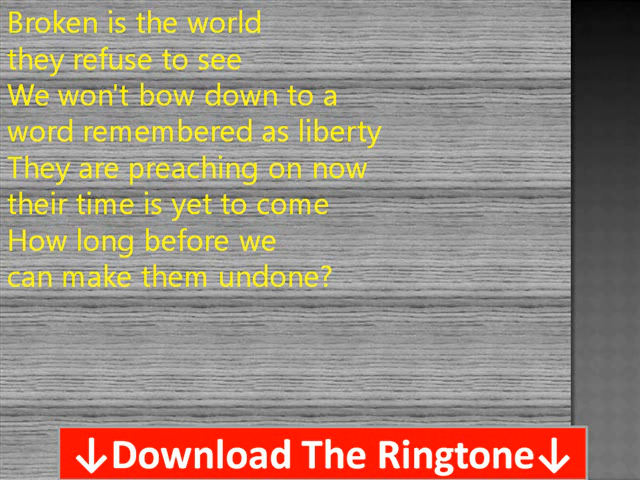 Broken is the world
they refuse to see
We won't bow down to a
word remembered as liberty
They are preaching on now
their time is yet to come
How long before we
can make them undone?
↓Download The Ringtone↓